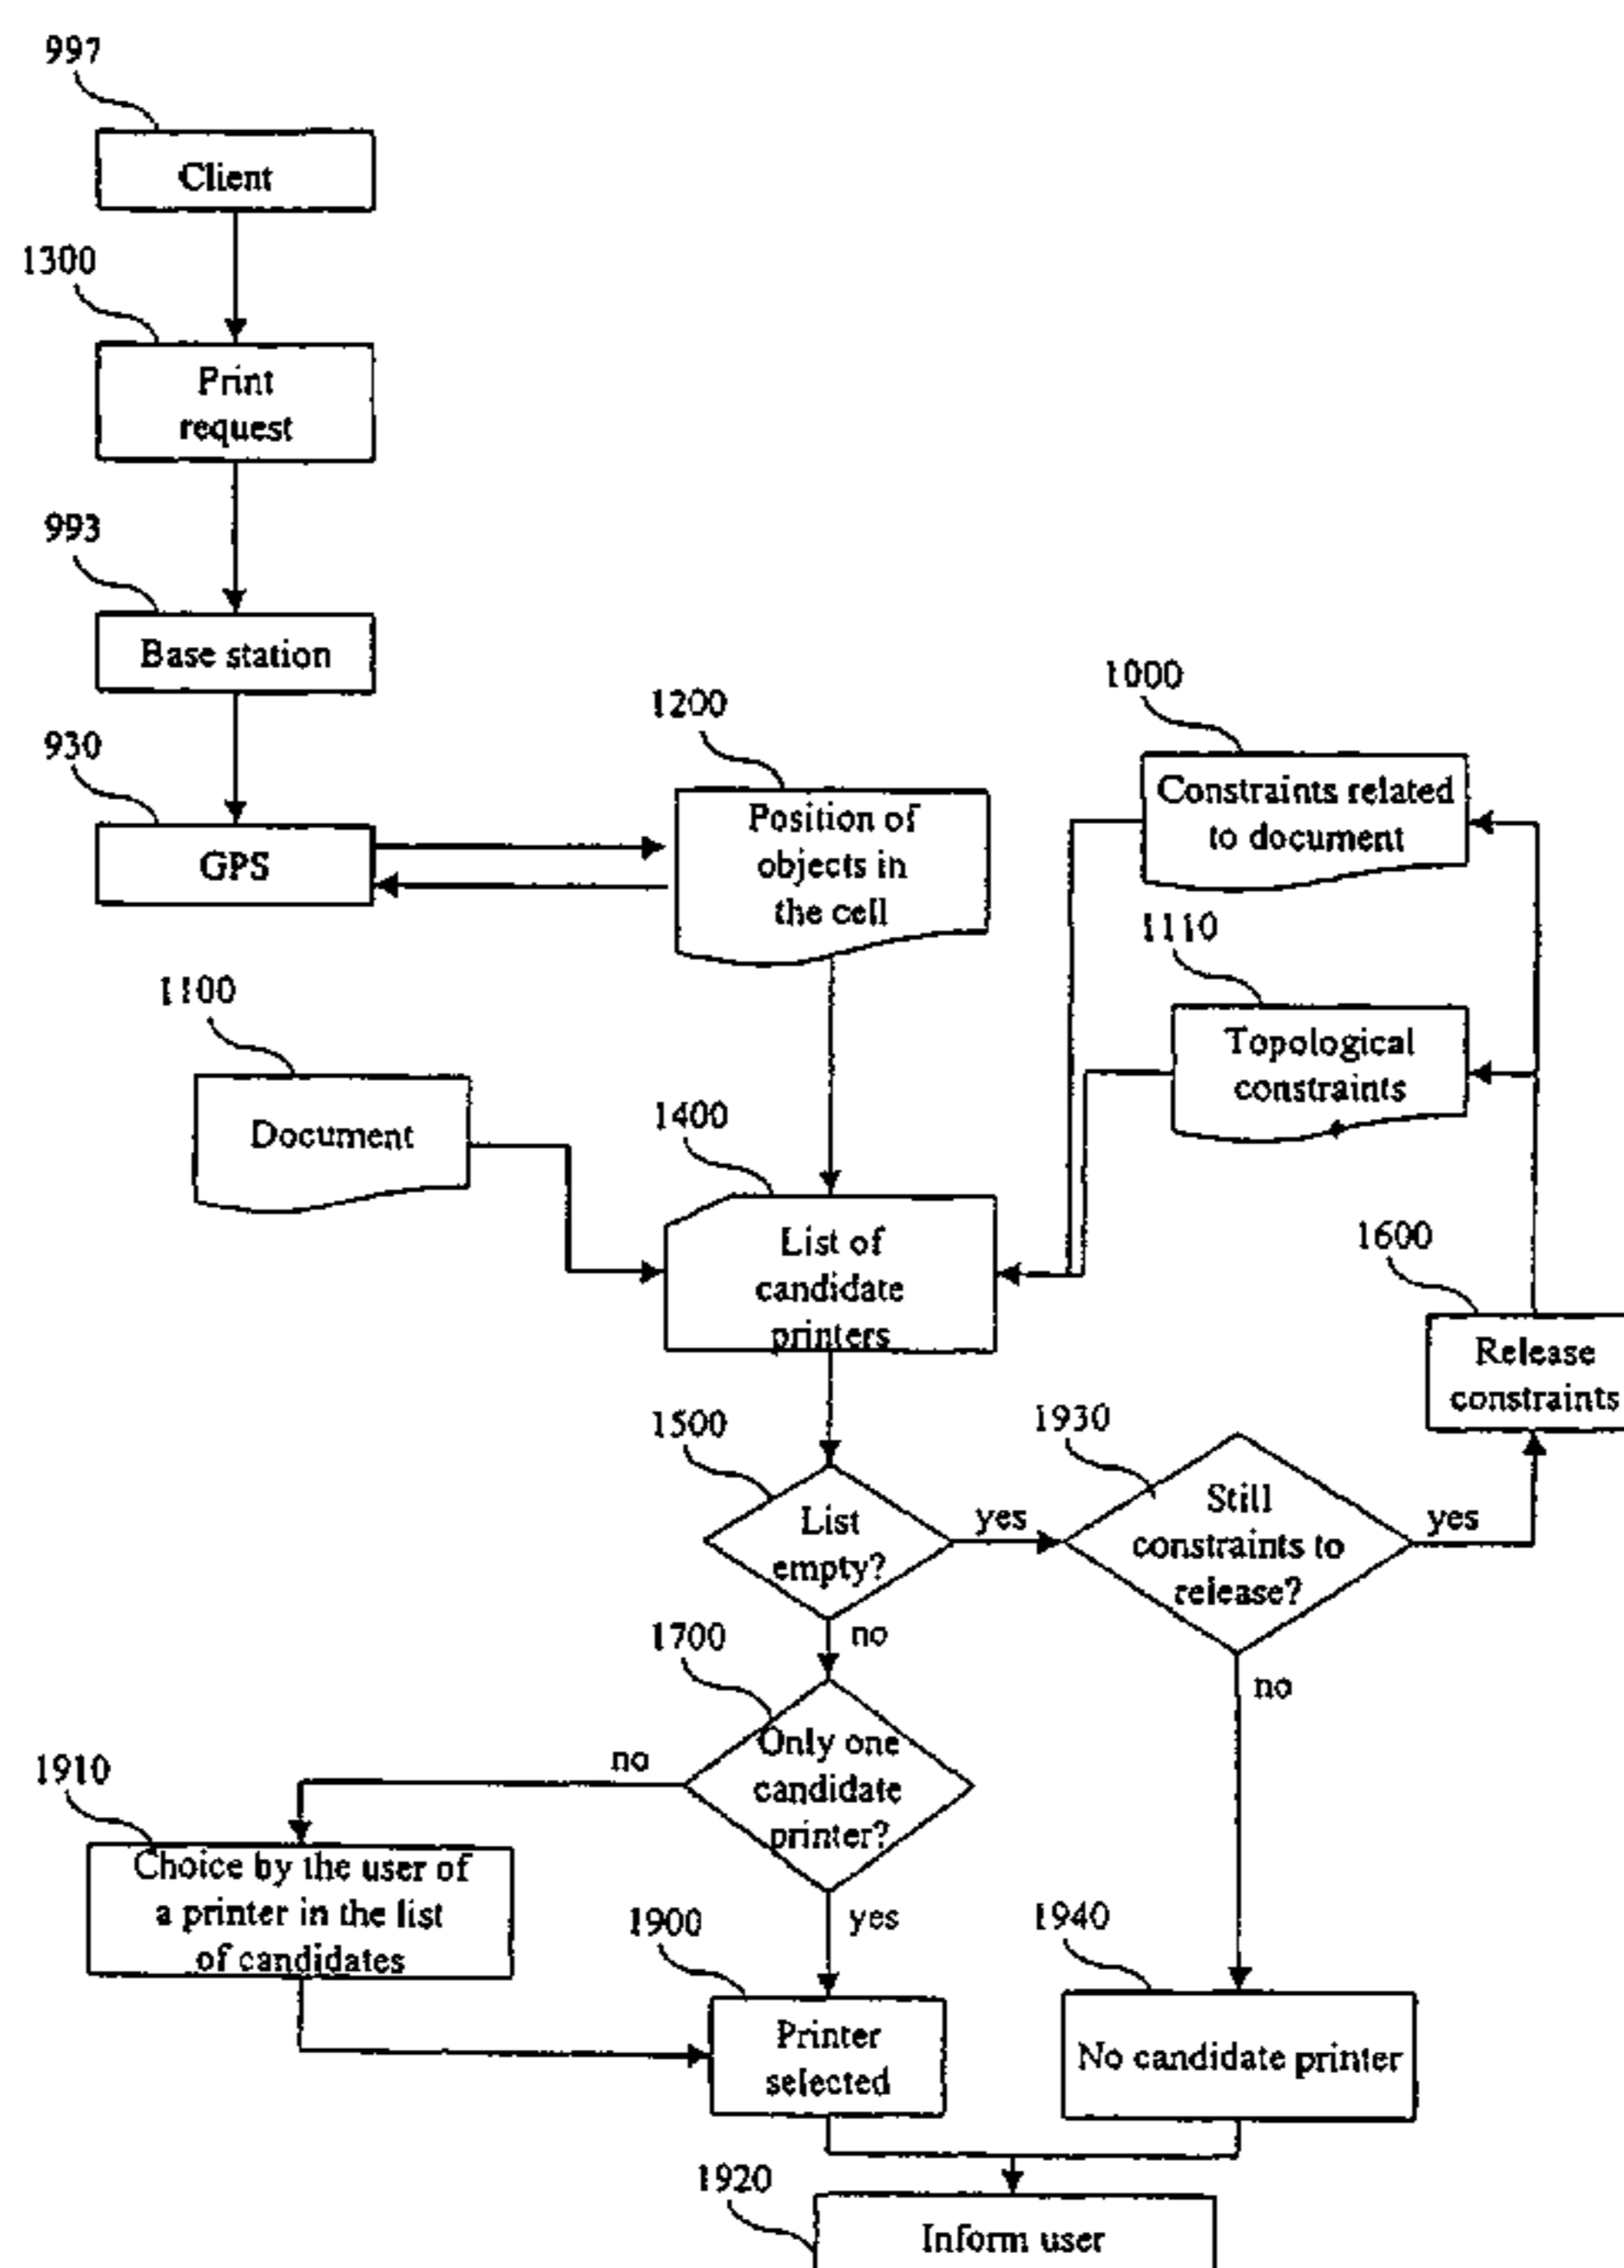 997
Client
1300
Print
request
993
Base station
930
GPS
1200
Position of
objects in
the cell
1000
Constraints related
to document
1110
Topological
constraints
1100
Document
1400
List of
candidate
printers
1600
Release
constraints
1500
List
empty?
yes
1930
Still
constraints to
release?
yes
no
no
1700
Only one
candidate
printer?
no
yes
1910
Choice by the user of
a printer in the list
of candidates
1900
Printer
selected
1940
No candidate printer
1920
Inform user